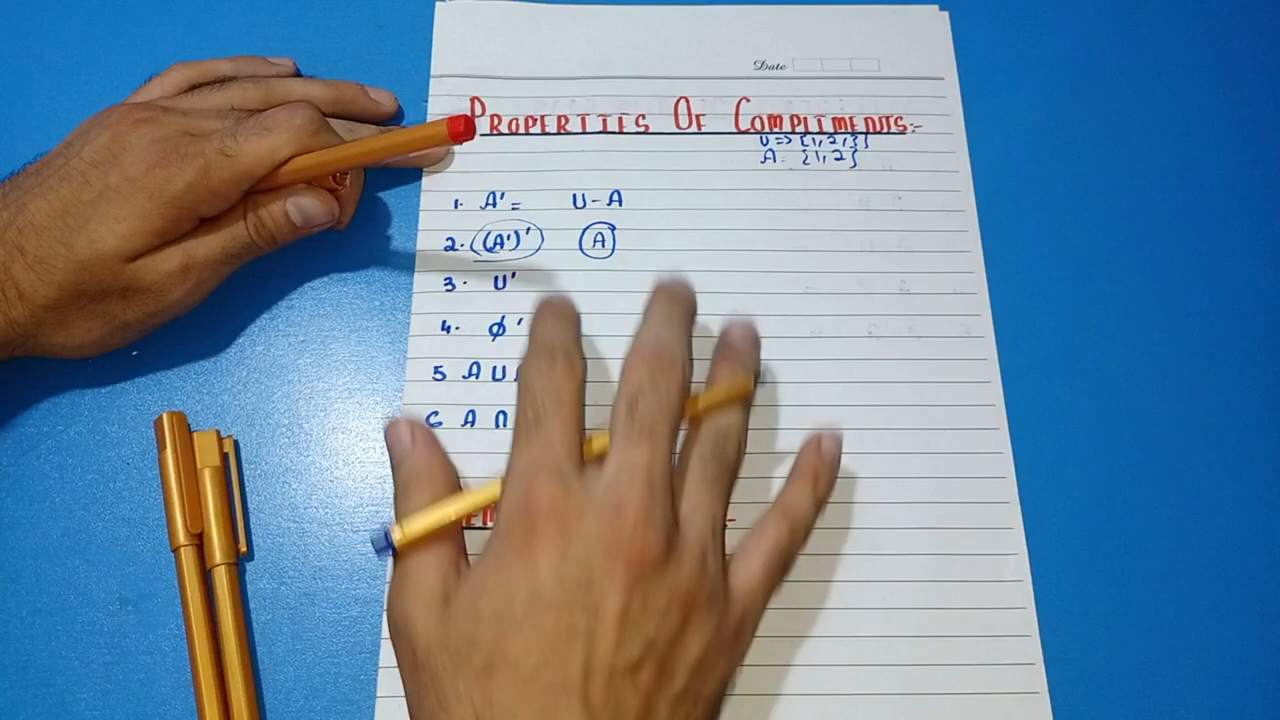 Date
PROPERTIES OF COMPLIMENTS:-
U => {1,2,3}
A = {1,2}
1. A' = U-A
2. (A')' A
3. U'
4. ϕ'
5 A U
6 A ∩